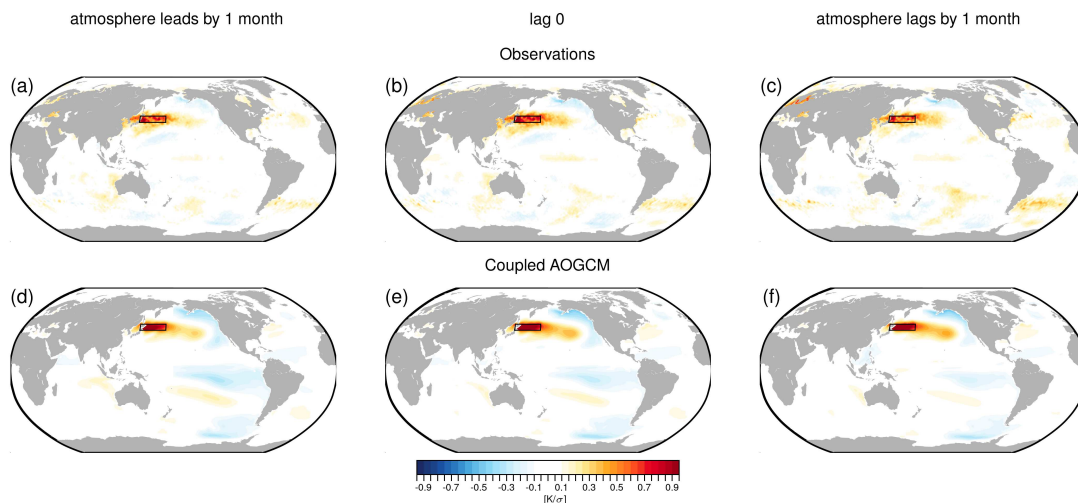 atmosphere leads by 1 month
lag 0
atmosphere lags by 1 month
Observations
(a)
(b)
(c)
Coupled AOGCM
(d)
(e)
(f)
-0.9 -0.7 -0.5 -0.3 -0.1 0.1 0.3 0.5 0.7 0.9
[K/σ]